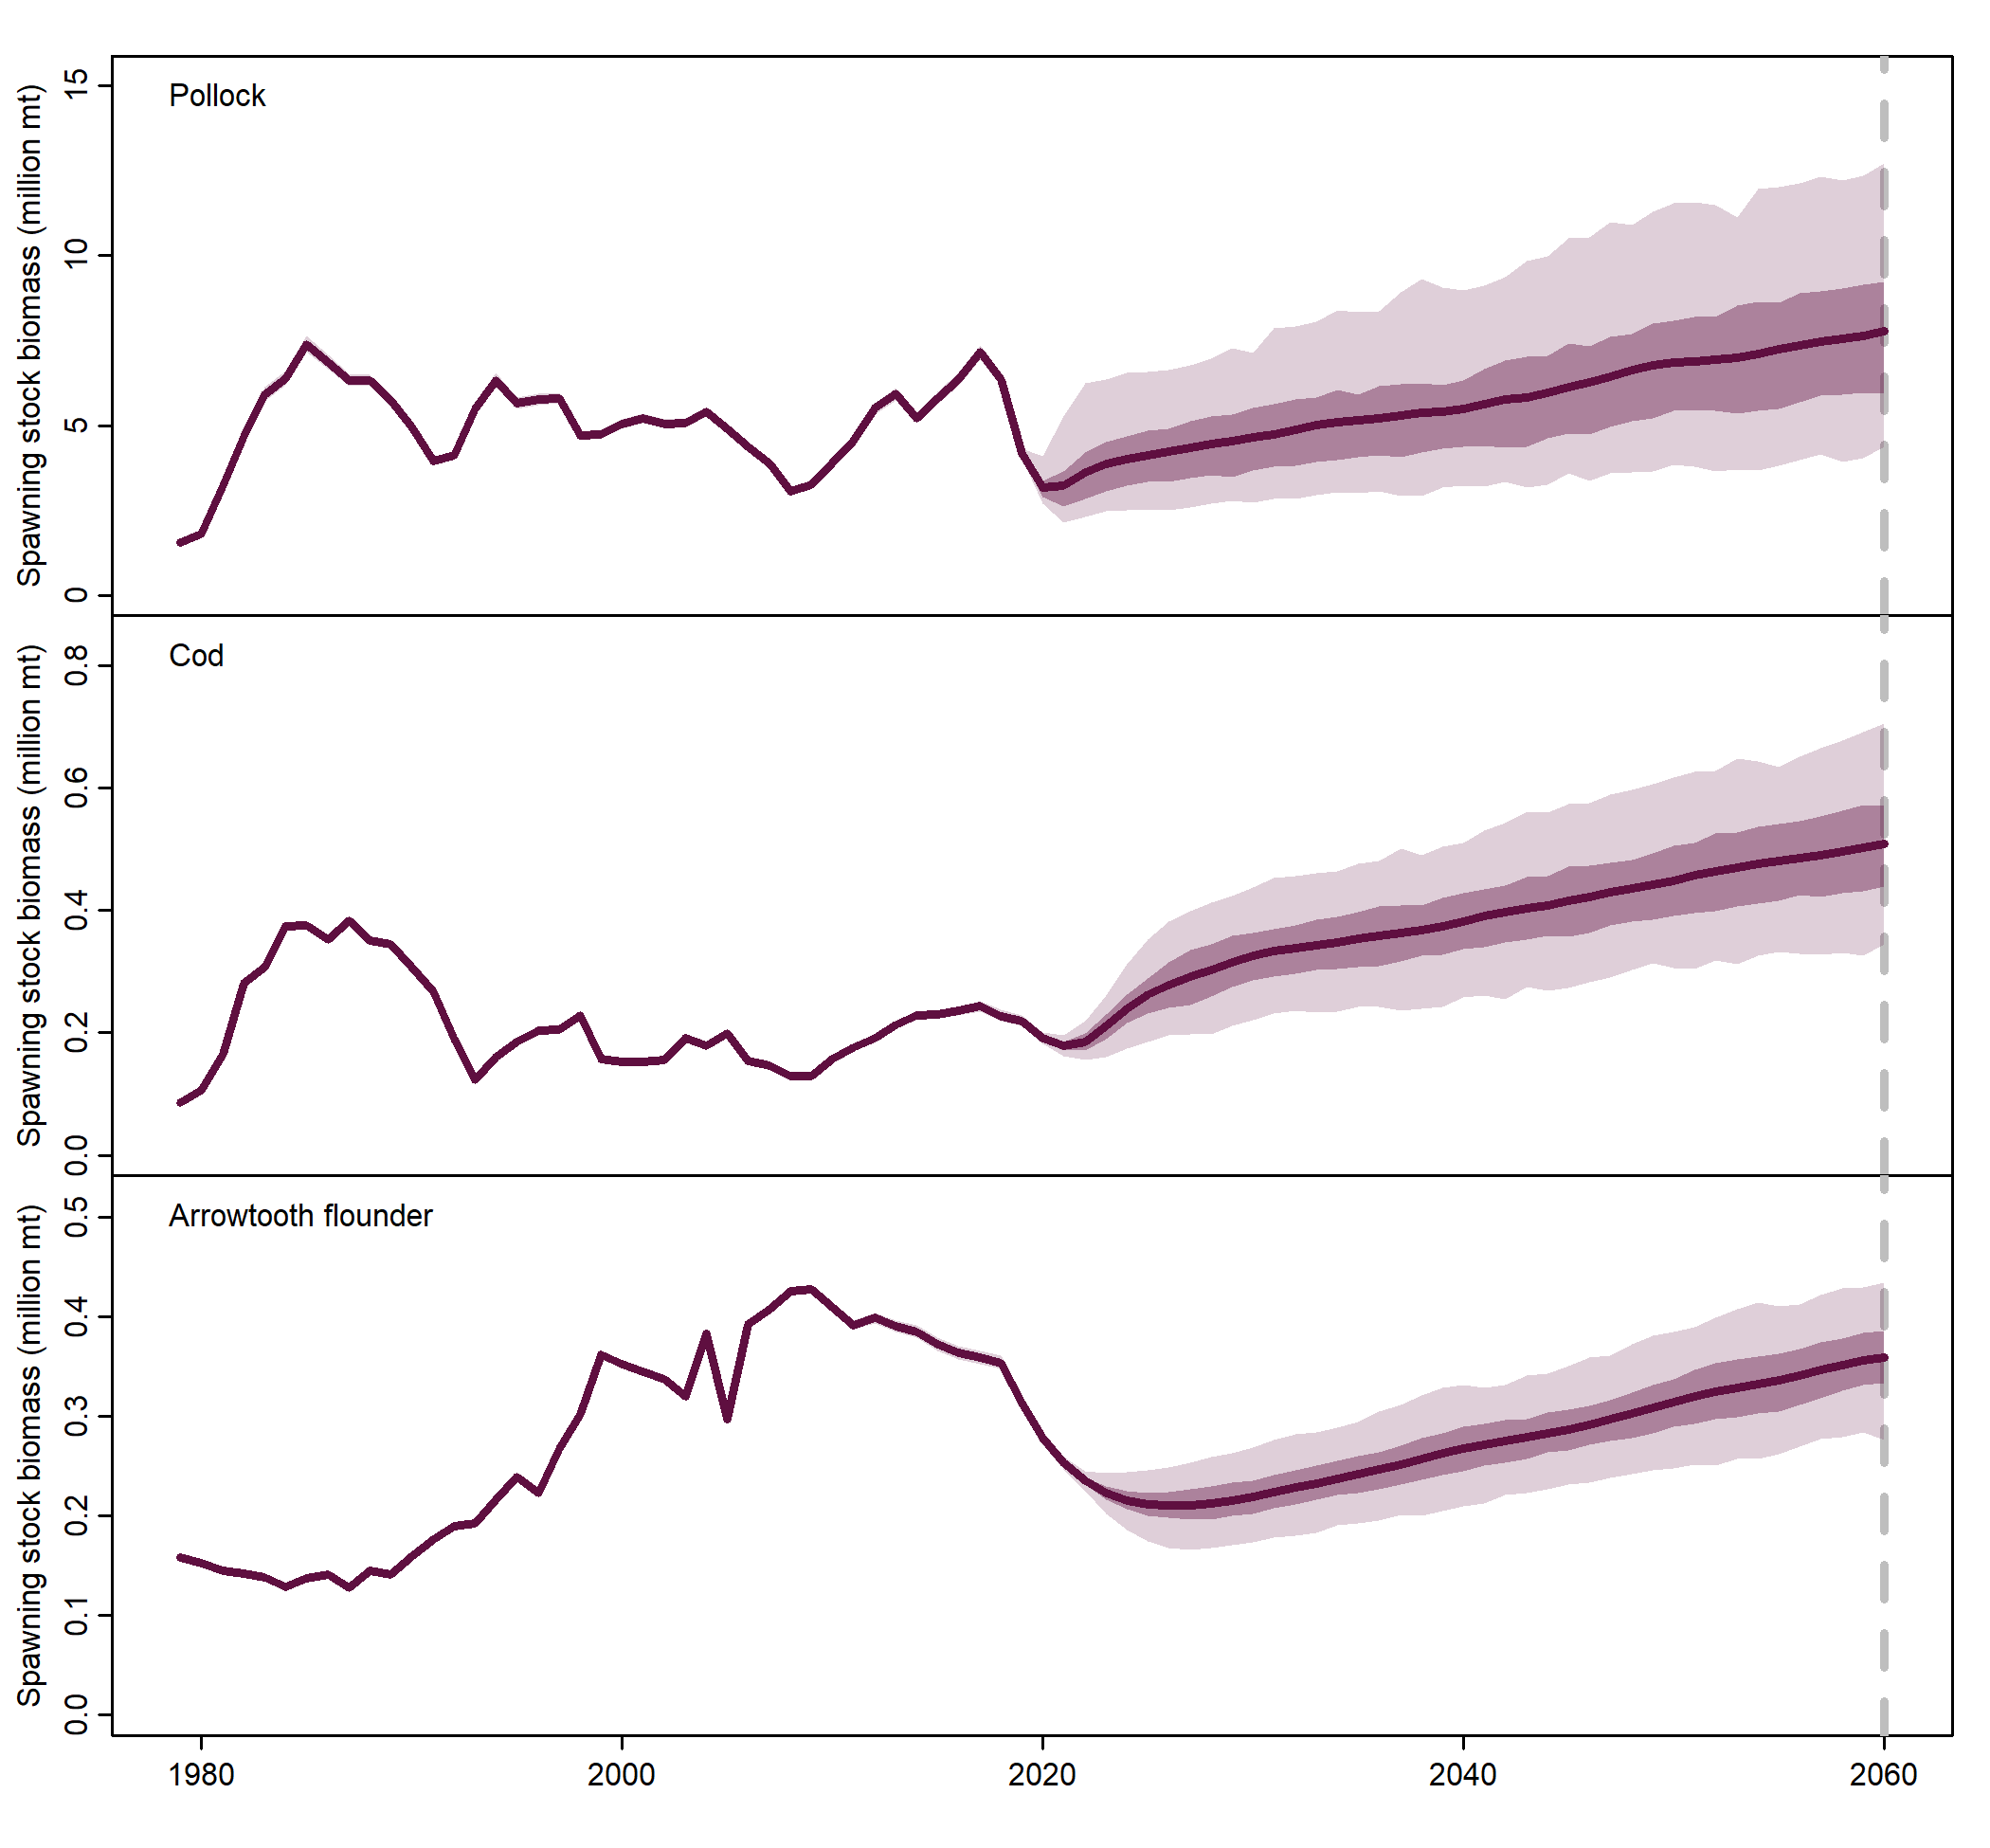 Pollock
Spawning stock biomass (million mt)
15
10
5
0
Cod
Spawning stock biomass (million mt)
0.8
0.6
0.4
0.2
0.0
Arrowtooth flounder
Spawning stock biomass (million mt)
0.5
0.4
0.3
0.2
0.1
0.0
1980 2000 2020 2040 2060